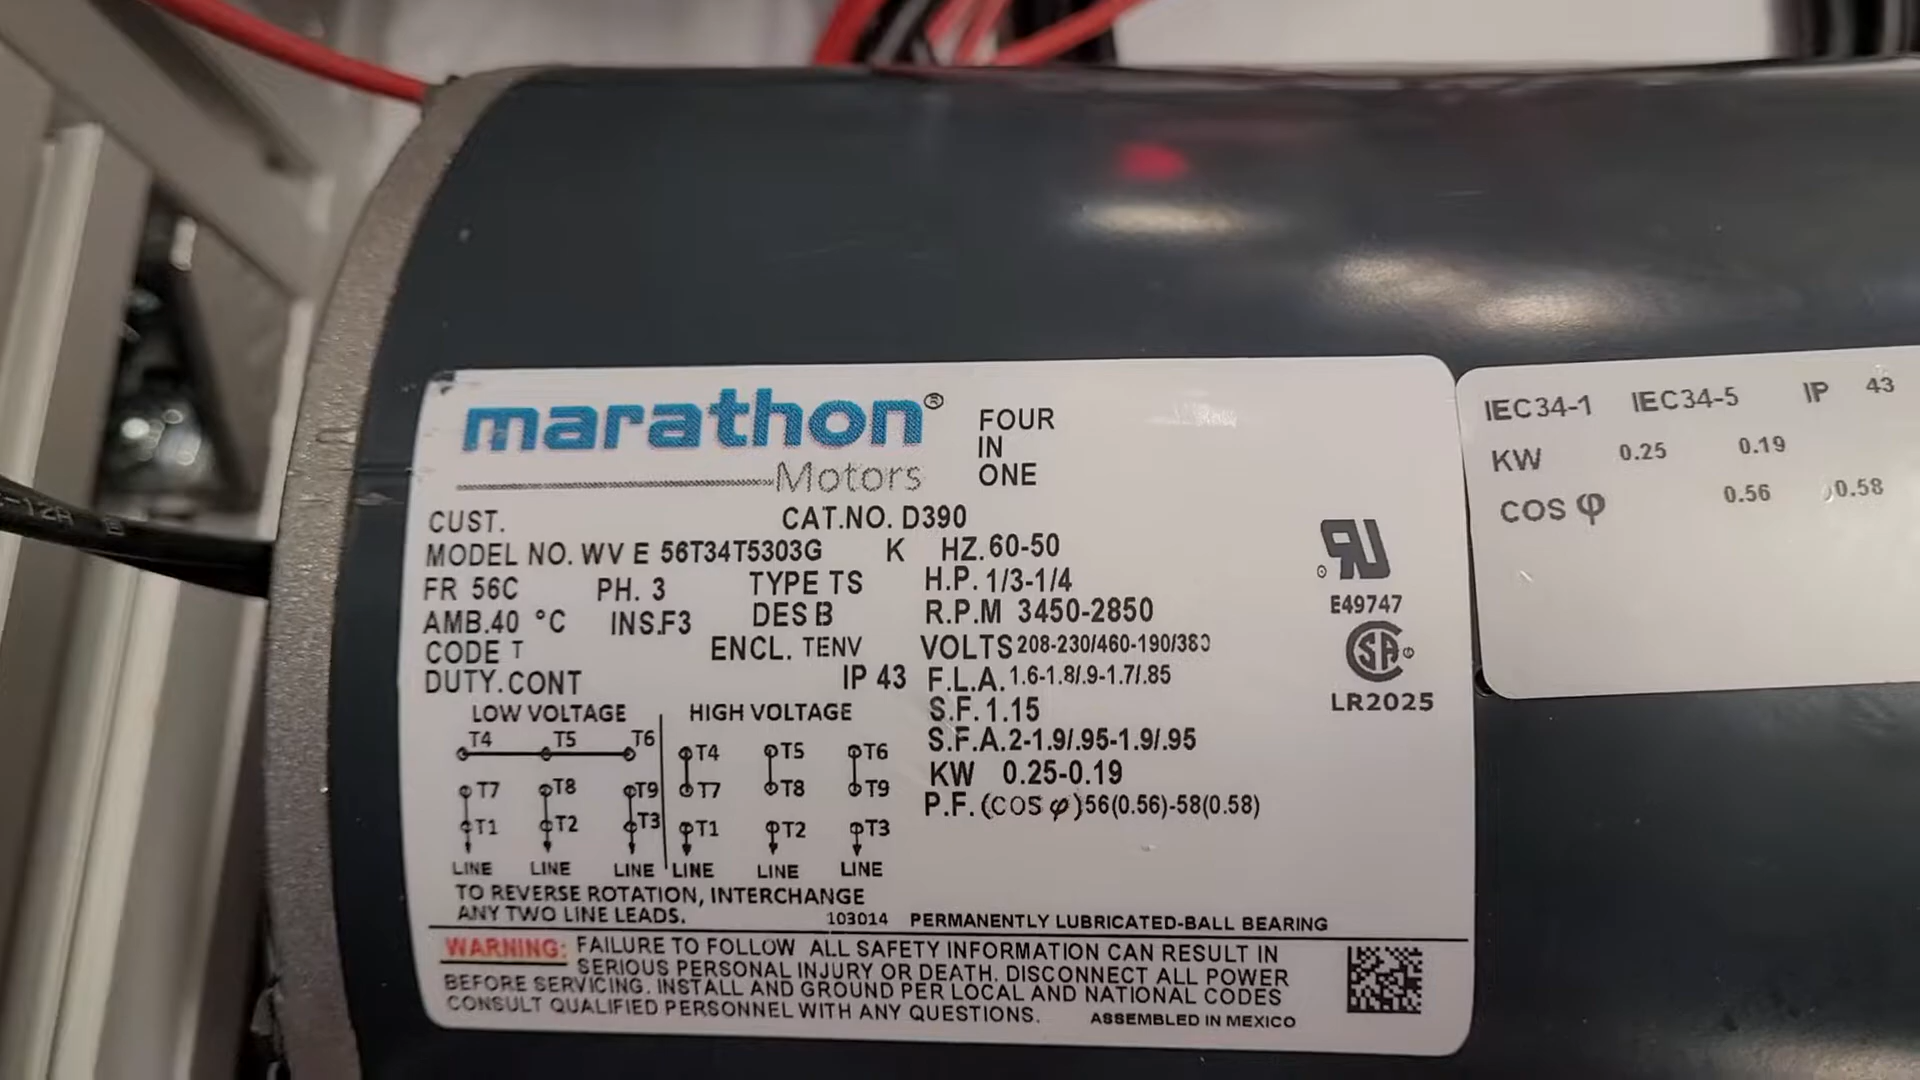 marathon®
Motors
FOUR
IN
ONE
CUST. CAT.NO. D390
MODEL NO. WV E 56T34T5303G K HZ. 60-50
FR 56C PH. 3 TYPE TS H.P. 1/3-1/4
AMB.40 °C INS.F3 DES B R.P.M 3450-2850
CODE T ENCL. TENV VOLTS 208-230/460-190/380
DUTY.CONT IP 43 F.L.A. 1.6-1.8/.9-1.7/.85
S.F. 1.15
S.F.A. 2-1.9/.95-1.9/.95
KW 0.25-0.19
P.F. (COS φ) 56(0.56)-58(0.58)
LOW VOLTAGE HIGH VOLTAGE
T4 T5 T6 T4 T5 T6
T7 T8 T9 T7 T8 T9
T1 T2 T3 T1 T2 T3
LINE LINE LINE LINE LINE LINE
TO REVERSE ROTATION, INTERCHANGE
ANY TWO LINE LEADS.
103014 PERMANENTLY LUBRICATED-BALL BEARING
WARNING: FAILURE TO FOLLOW ALL SAFETY INFORMATION CAN RESULT IN
SERIOUS PERSONAL INJURY OR DEATH. DISCONNECT ALL POWER
BEFORE SERVICING. INSTALL AND GROUND PER LOCAL AND NATIONAL CODES
CONSULT QUALIFIED PERSONNEL WITH ANY QUESTIONS.
ASSEMBLED IN MEXICO
E49747
LR2025
IEC34-1 IEC34-5 IP 43
KW 0.25 0.19
COS φ 0.56 0.58